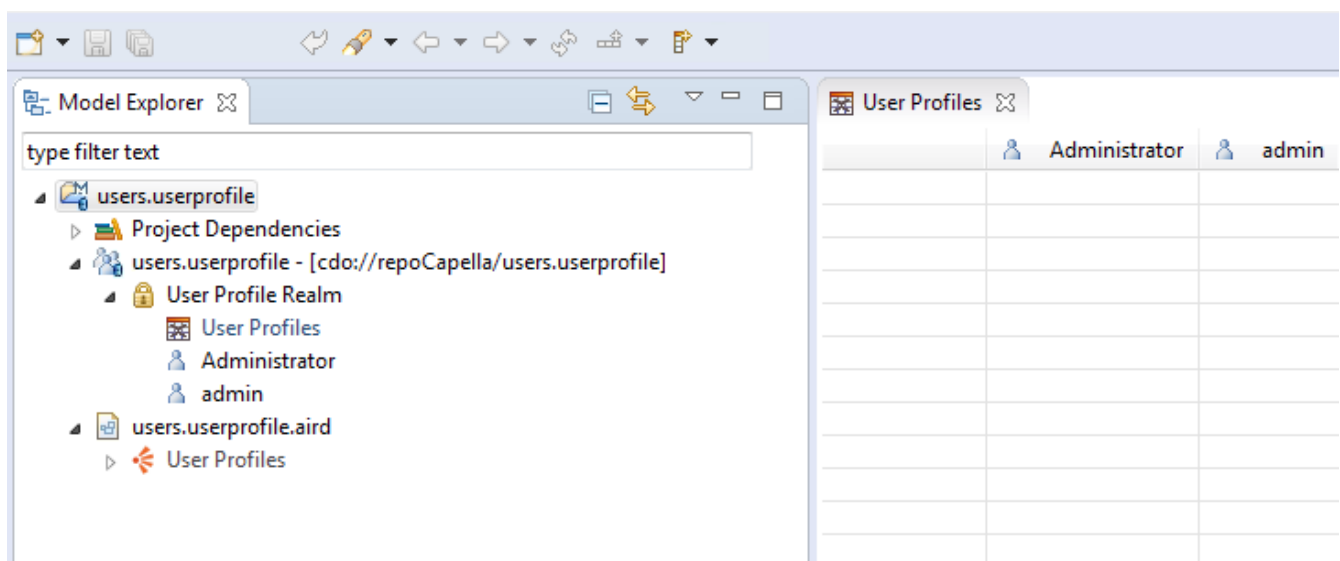 Model Explorer
User Profiles
type filter text
Administrator
admin
users.userprofile
Project Dependencies
users.userprofile - [cdo://repoCapella/users.userprofile]
User Profile Realm
User Profiles
Administrator
admin
users.userprofile.aird
User Profiles